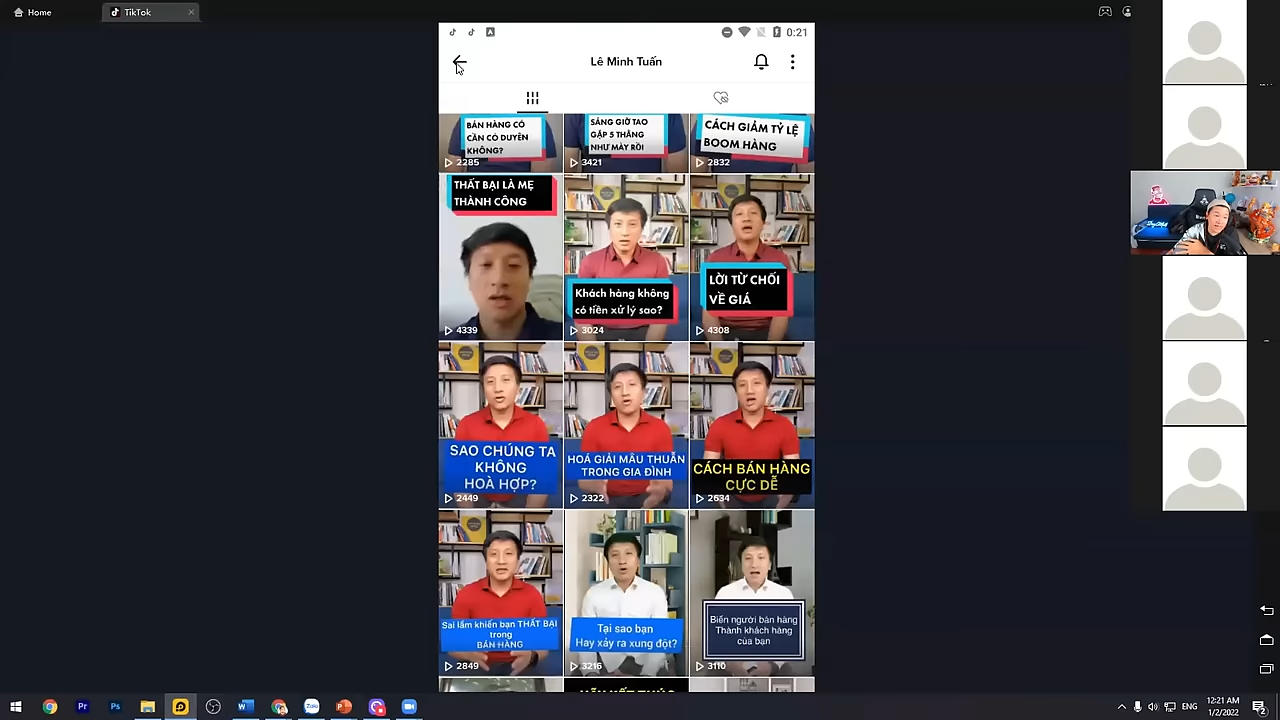 Home
TikTok
0:21
Lê Minh Tuấn
BÁN HÀNG CÓ
CẦN CÓ DUYÊN
KHÔNG?
2285
SÁNG GIỜ TAO
GẤP 5 THẰNG
NHƯ MÀY RỒI
3421
CÁCH GIẢM TỶ LỆ
BOOM HÀNG
2832
THẤT BẠI LÀ MẸ
THÀNH CÔNG
4339
Khách hàng không
có tiền xử lý sao?
3024
LỜI TỪ CHỐI
VỀ GIÁ
4308
SAO CHÚNG TA
KHÔNG
HOÀ HỢP?
2449
HOÁ GIẢI MÂU THUẪN
TRONG GIA ĐÌNH
2322
CÁCH BÁN HÀNG
CỰC DỄ
2634
Sai lầm khiến bạn THẤT BẠI
trong
BÁN HÀNG
2849
Tại sao bạn
Hay xảy ra xung đột?
3216
Biến người bán hàng
Thành khách hàng
của bạn
3110
ENG
12:21 AM
1/2/2022